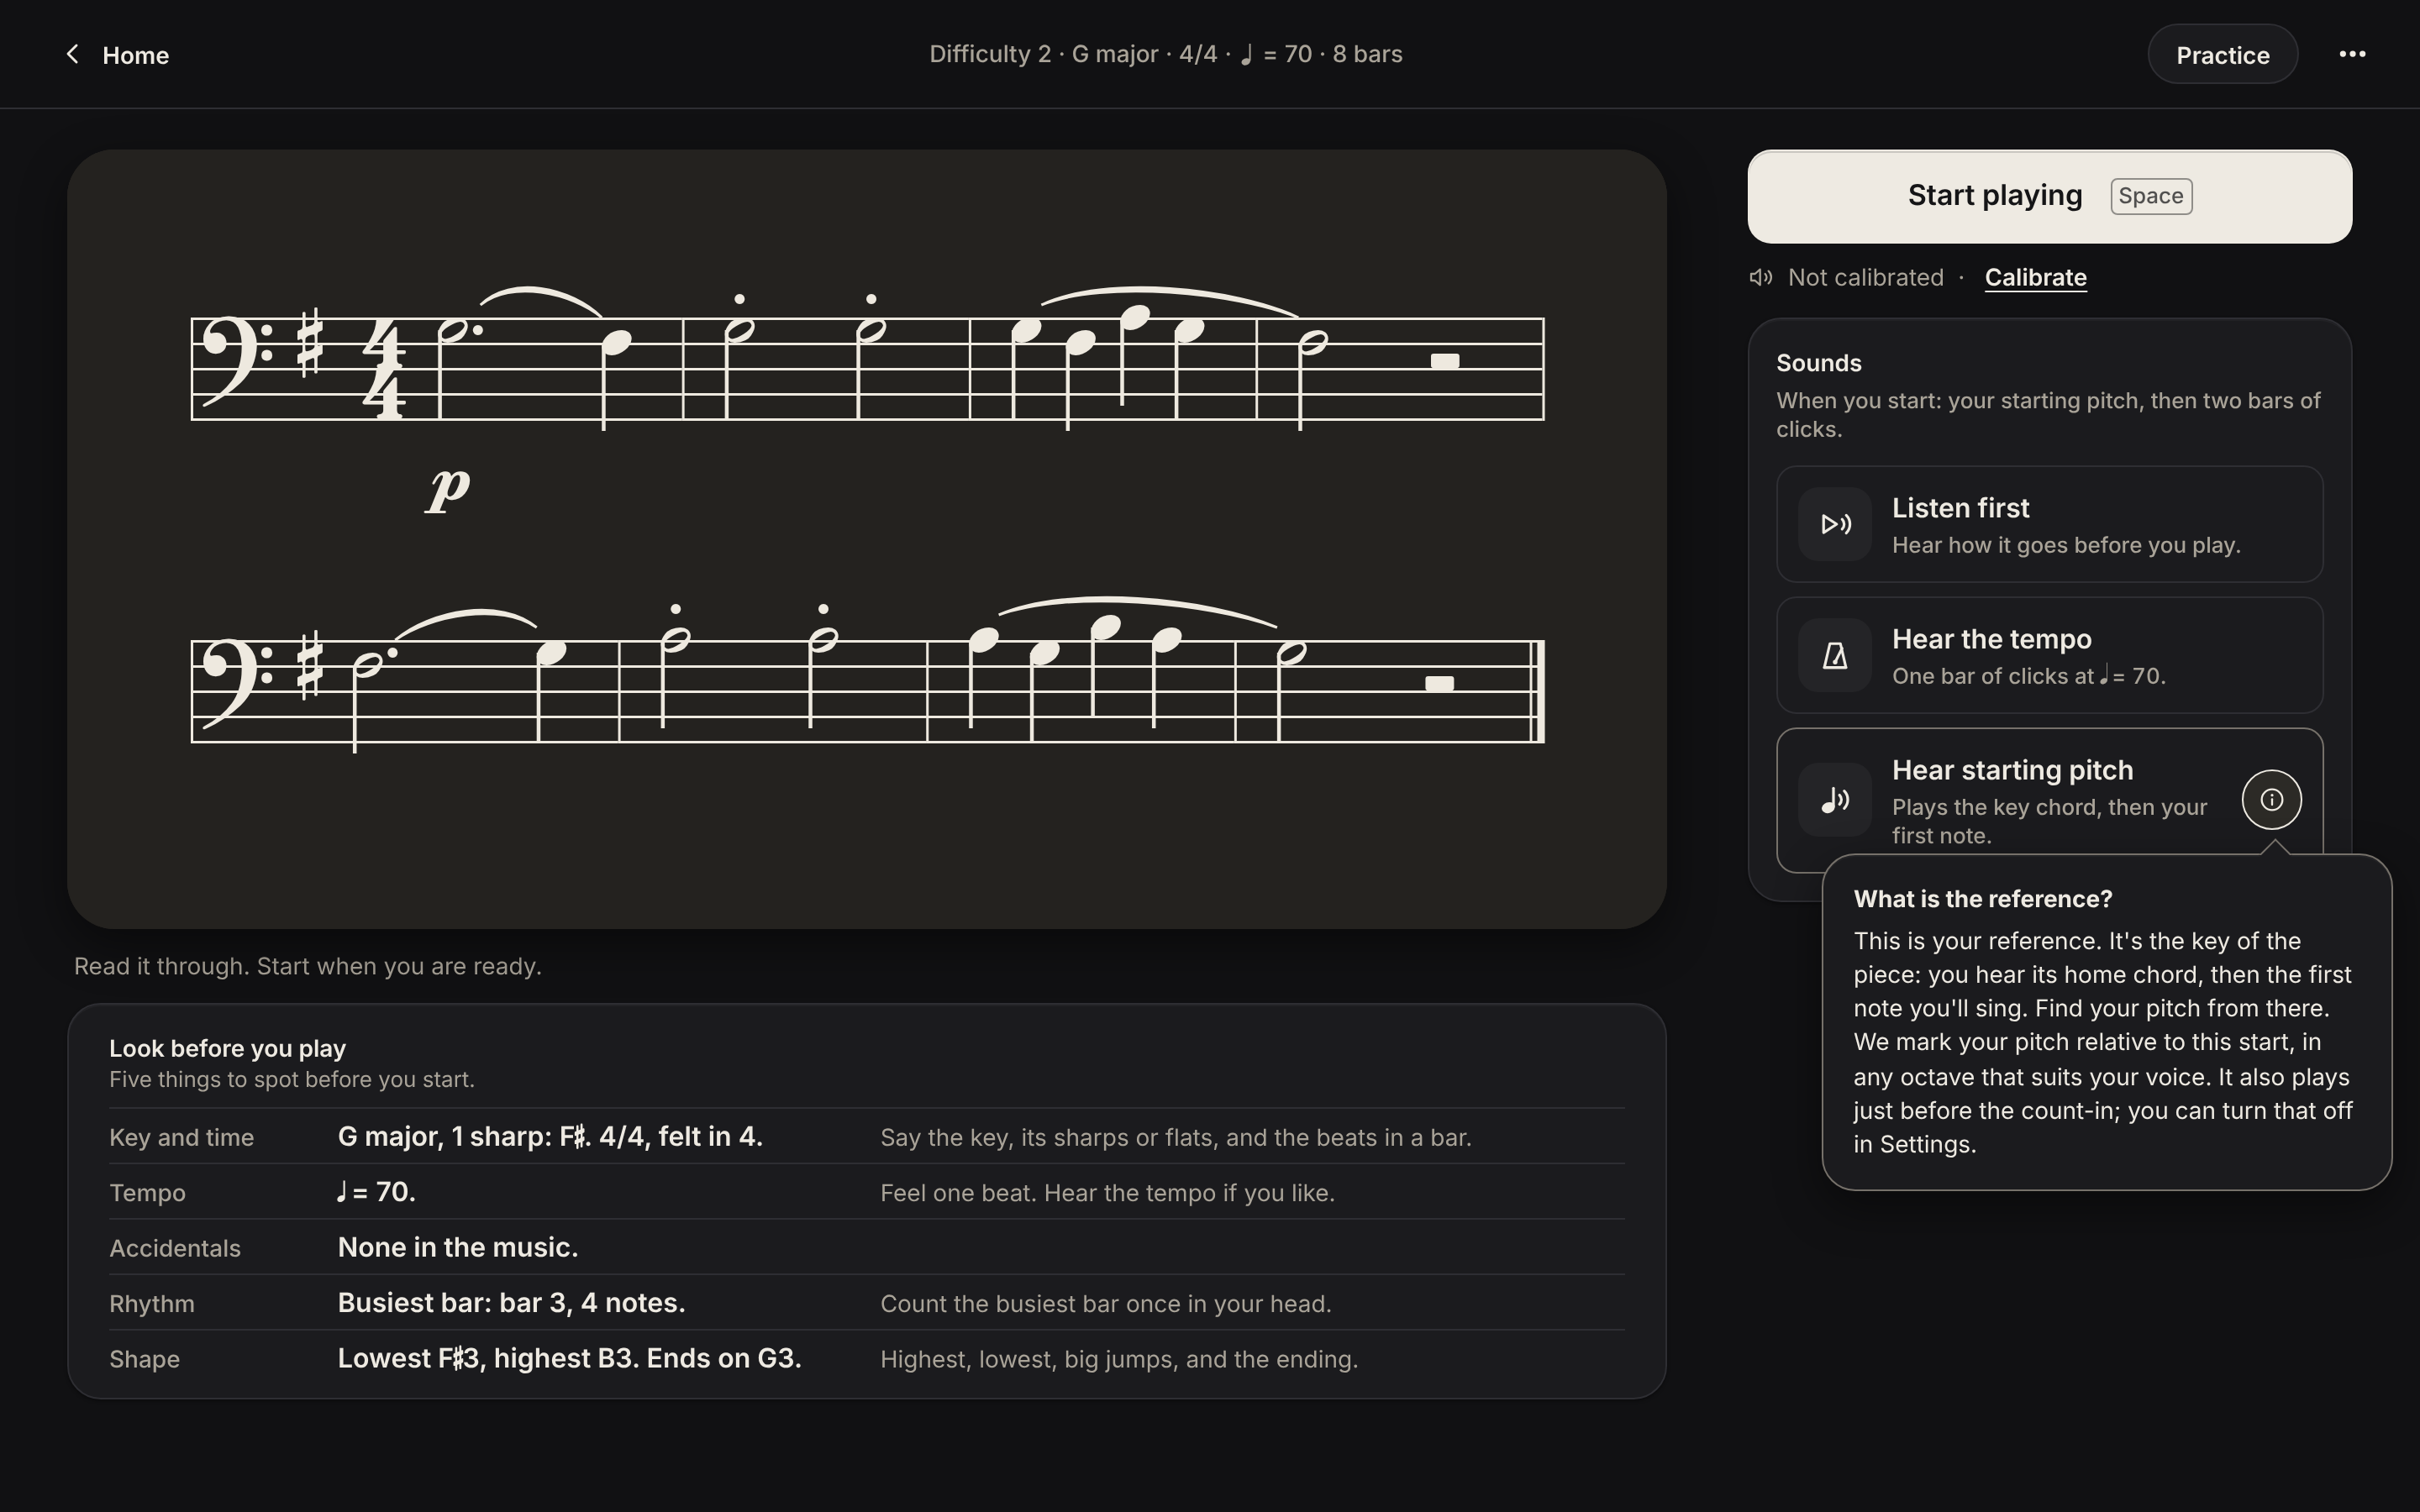 Home
Difficulty 2 · G major · 4/4 · ♩ = 70 · 8 bars
Practice
Start playing Space
Not calibrated · Calibrate
Sounds
When you start: your starting pitch, then two bars of
clicks.
Listen first
Hear how it goes before you play.
Hear the tempo
One bar of clicks at ♩= 70.
Hear starting pitch
Plays the key chord, then your
first note.
What is the reference?
This is your reference. It's the key of the
piece: you hear its home chord, then the first
note you'll sing. Find your pitch from there.
We mark your pitch relative to this start, in
any octave that suits your voice. It also plays
just before the count-in; you can turn that off
in Settings.
4
4
p
Read it through. Start when you are ready.
Look before you play
Five things to spot before you start.
Key and time G major, 1 sharp: F♯. 4/4, felt in 4. Say the key, its sharps or flats, and the beats in a bar.
Tempo ♩= 70. Feel one beat. Hear the tempo if you like.
Accidentals None in the music.
Rhythm Busiest bar: bar 3, 4 notes. Count the busiest bar once in your head.
Shape Lowest F♯3, highest B3. Ends on G3. Highest, lowest, big jumps, and the ending.